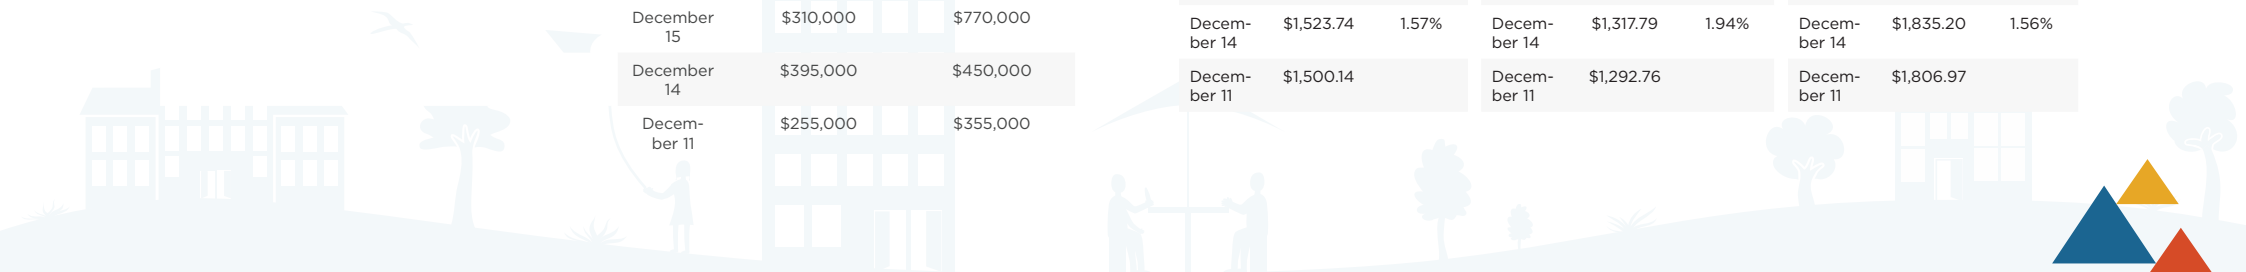 December $310,000 $770,000
15
December $395,000 $450,000
14
Decem- $255,000 $355,000
ber 11
Decem- $1,523.74 1.57%
ber 14
Decem- $1,500.14
ber 11
Decem- $1,317.79 1.94%
ber 14
Decem- $1,292.76
ber 11
Decem- $1,835.20 1.56%
ber 14
Decem- $1,806.97
ber 11